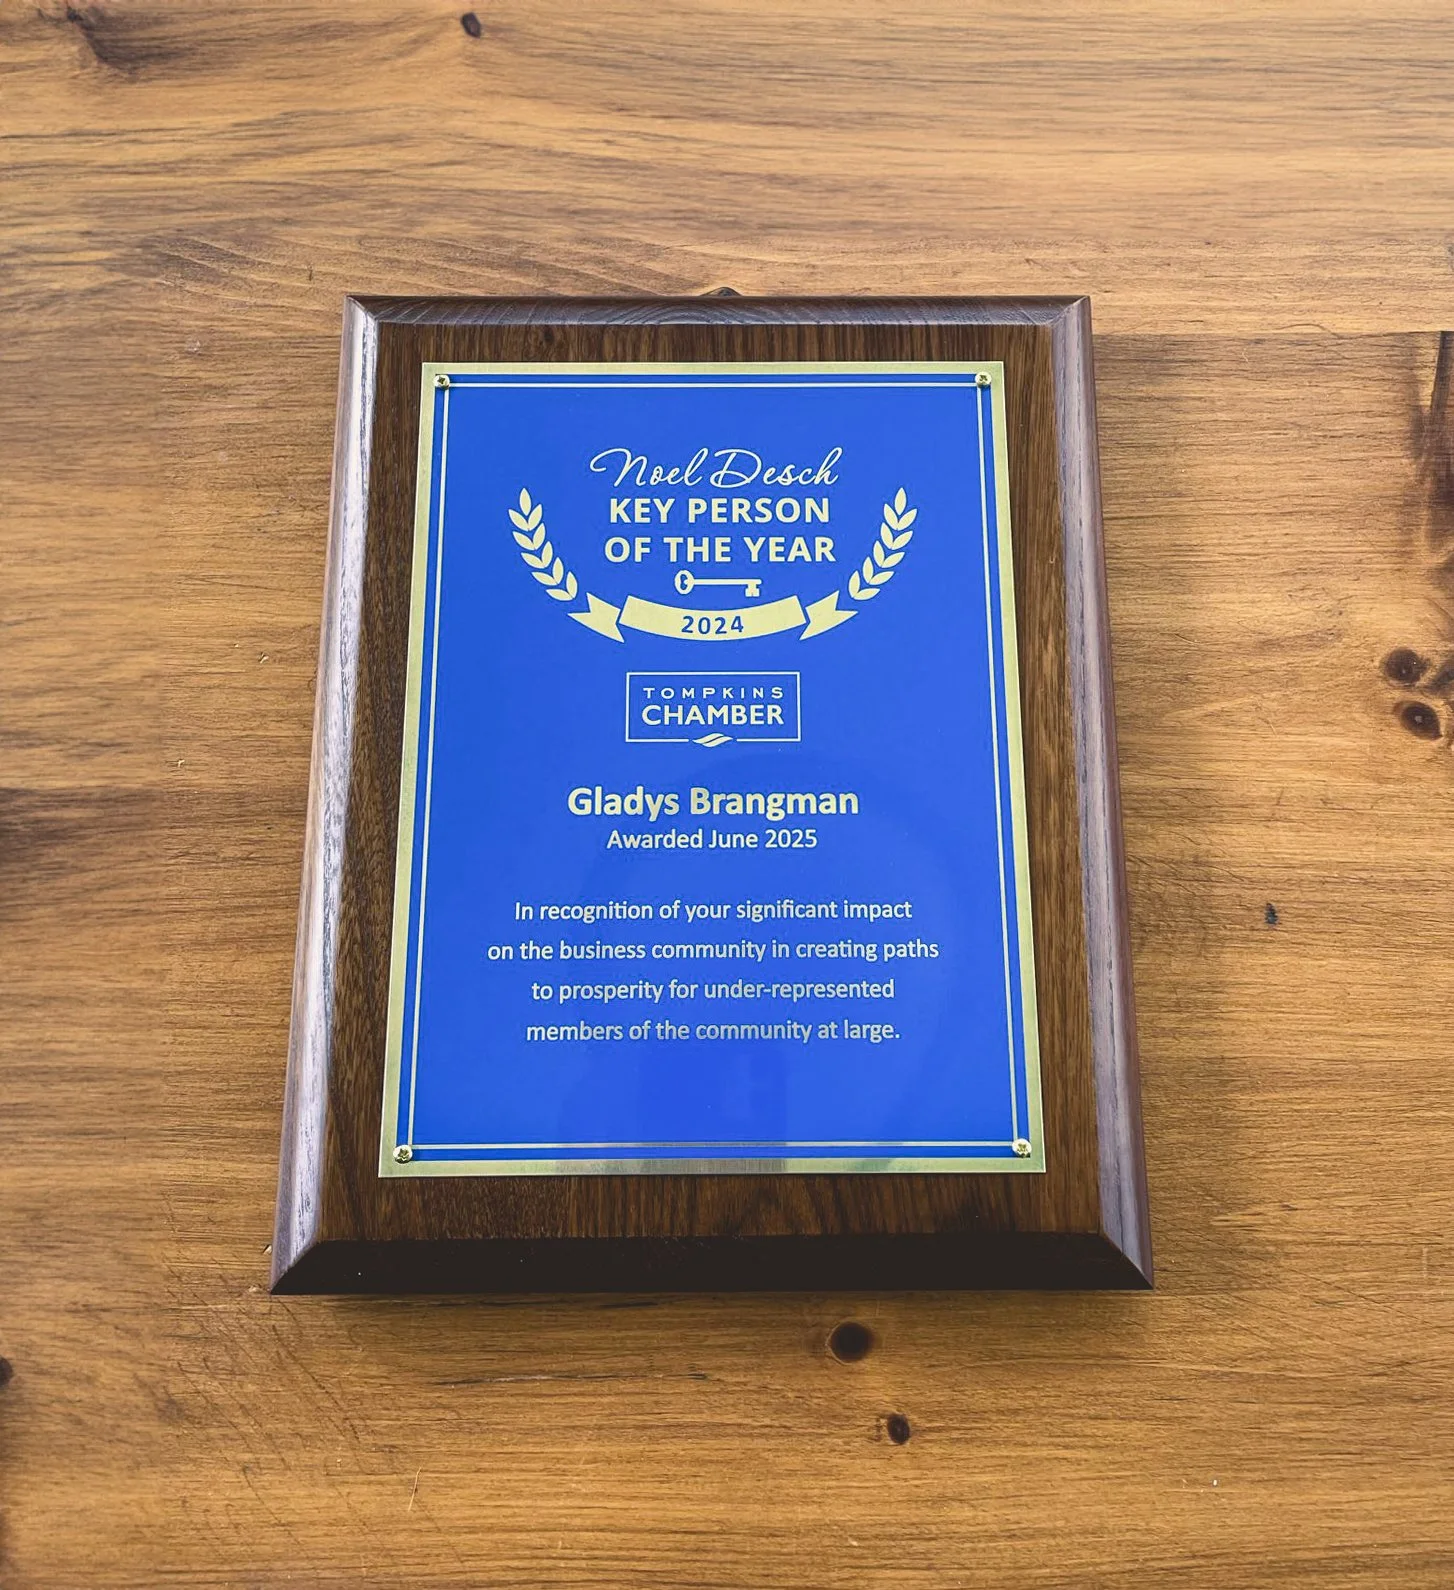 Noel Desch
KEY PERSON
OF THE YEAR
2024
TOMPKINS
CHAMBER
Gladys Brangman
Awarded June 2025
In recognition of your significant impact
on the business community in creating paths
to prosperity for under-represented
members of the community at large.